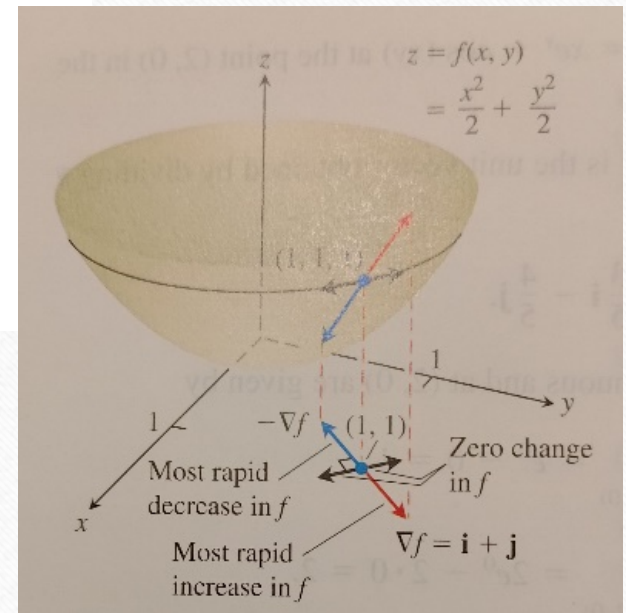 z
z = f(x, y)
= x²/2 + y²/2
(1, 1, 1)
1
y
1
x
−∇f
(1, 1)
Zero change
in f
Most rapid
decrease in f
∇f = i + j
Most rapid
increase in f